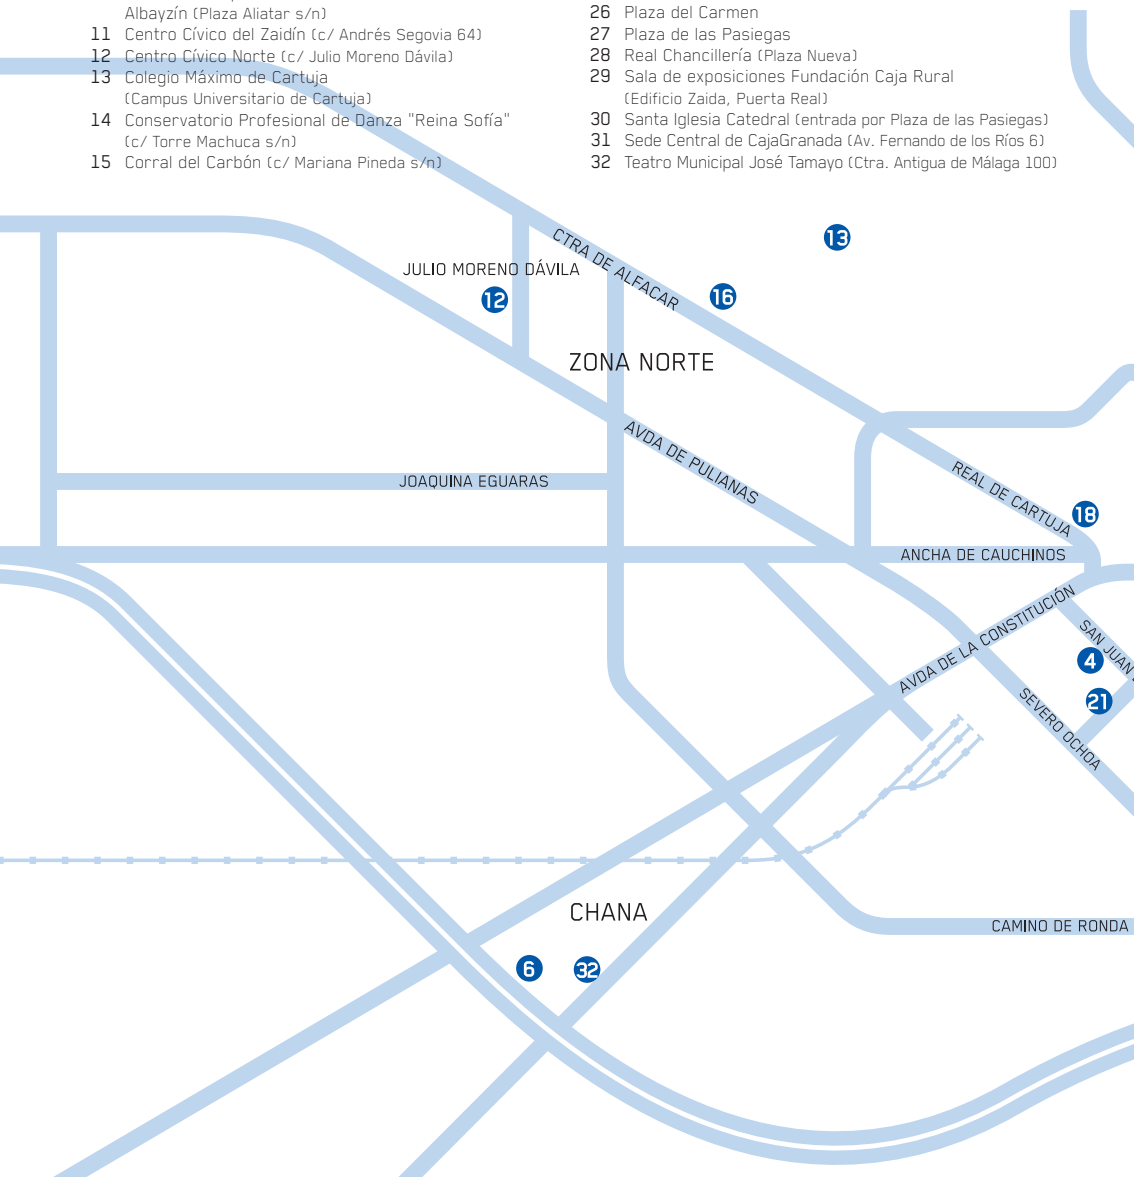 Albayzín (Plaza Aliatar s/n)
11 Centro Cívico del Zaidín (c/ Andrés Segovia 64)
12 Centro Cívico Norte (c/ Julio Moreno Dávila)
13 Colegio Máximo de Cartuja
(Campus Universitario de Cartuja)
14 Conservatorio Profesional de Danza "Reina Sofía"
(c/ Torre Machuca s/n)
15 Corral del Carbón (c/ Mariana Pineda s/n)
26 Plaza del Carmen
27 Plaza de las Pasiegas
28 Real Chancillería (Plaza Nueva)
29 Sala de exposiciones Fundación Caja Rural
(Edificio Zaida, Puerta Real)
30 Santa Iglesia Catedral (entrada por Plaza de las Pasiegas)
31 Sede Central de CajaGranada (Av. Fernando de los Ríos 6)
32 Teatro Municipal José Tamayo (Ctra. Antigua de Málaga 100)
13
CTRA DE ALFACAR
JULIO MORENO DÁVILA
12
16
ZONA NORTE
AVDA DE PULIANAS
JOAQUINA EGUARAS
REAL DE CARTUJA
18
ANCHA DE CAUCHINOS
AVDA DE LA CONSTITUCIÓN
SAN JUAN
4
21
SEVERO OCHOA
CHANA
CAMINO DE RONDA
6
32